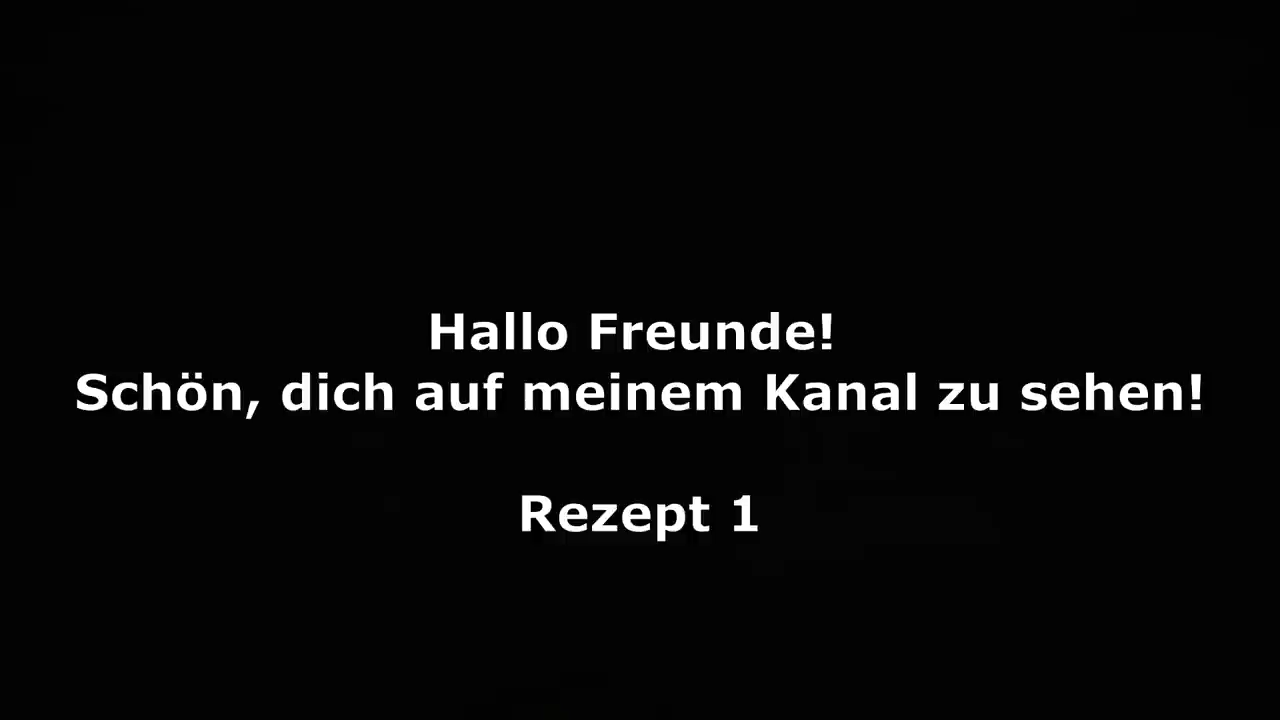 Hallo Freunde!
Schön, dich auf meinem Kanal zu sehen!
Rezept 1